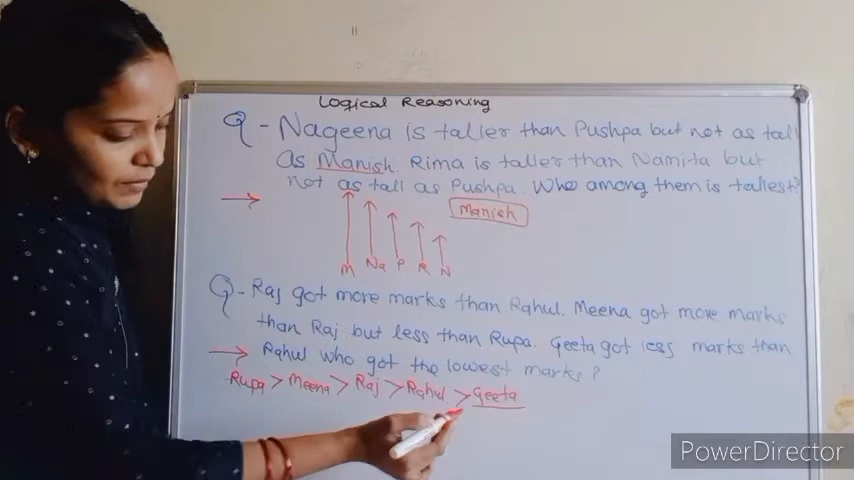 Logical Reasoning
Q - Nageena is taller than Pushpa but not as tall
as Manish. Rima is taller than Namita but
not as tall as Pushpa. Who among them is tallest?
Manish
M Na P R N
Q - Raj got more marks than Rahul. Meena got more marks
than Raj but less than Rupa. Geeta got less marks than
Rahul. who got the lowest marks?
Rupa > Meena > Raj > Rahul > Geeta
PowerDirector